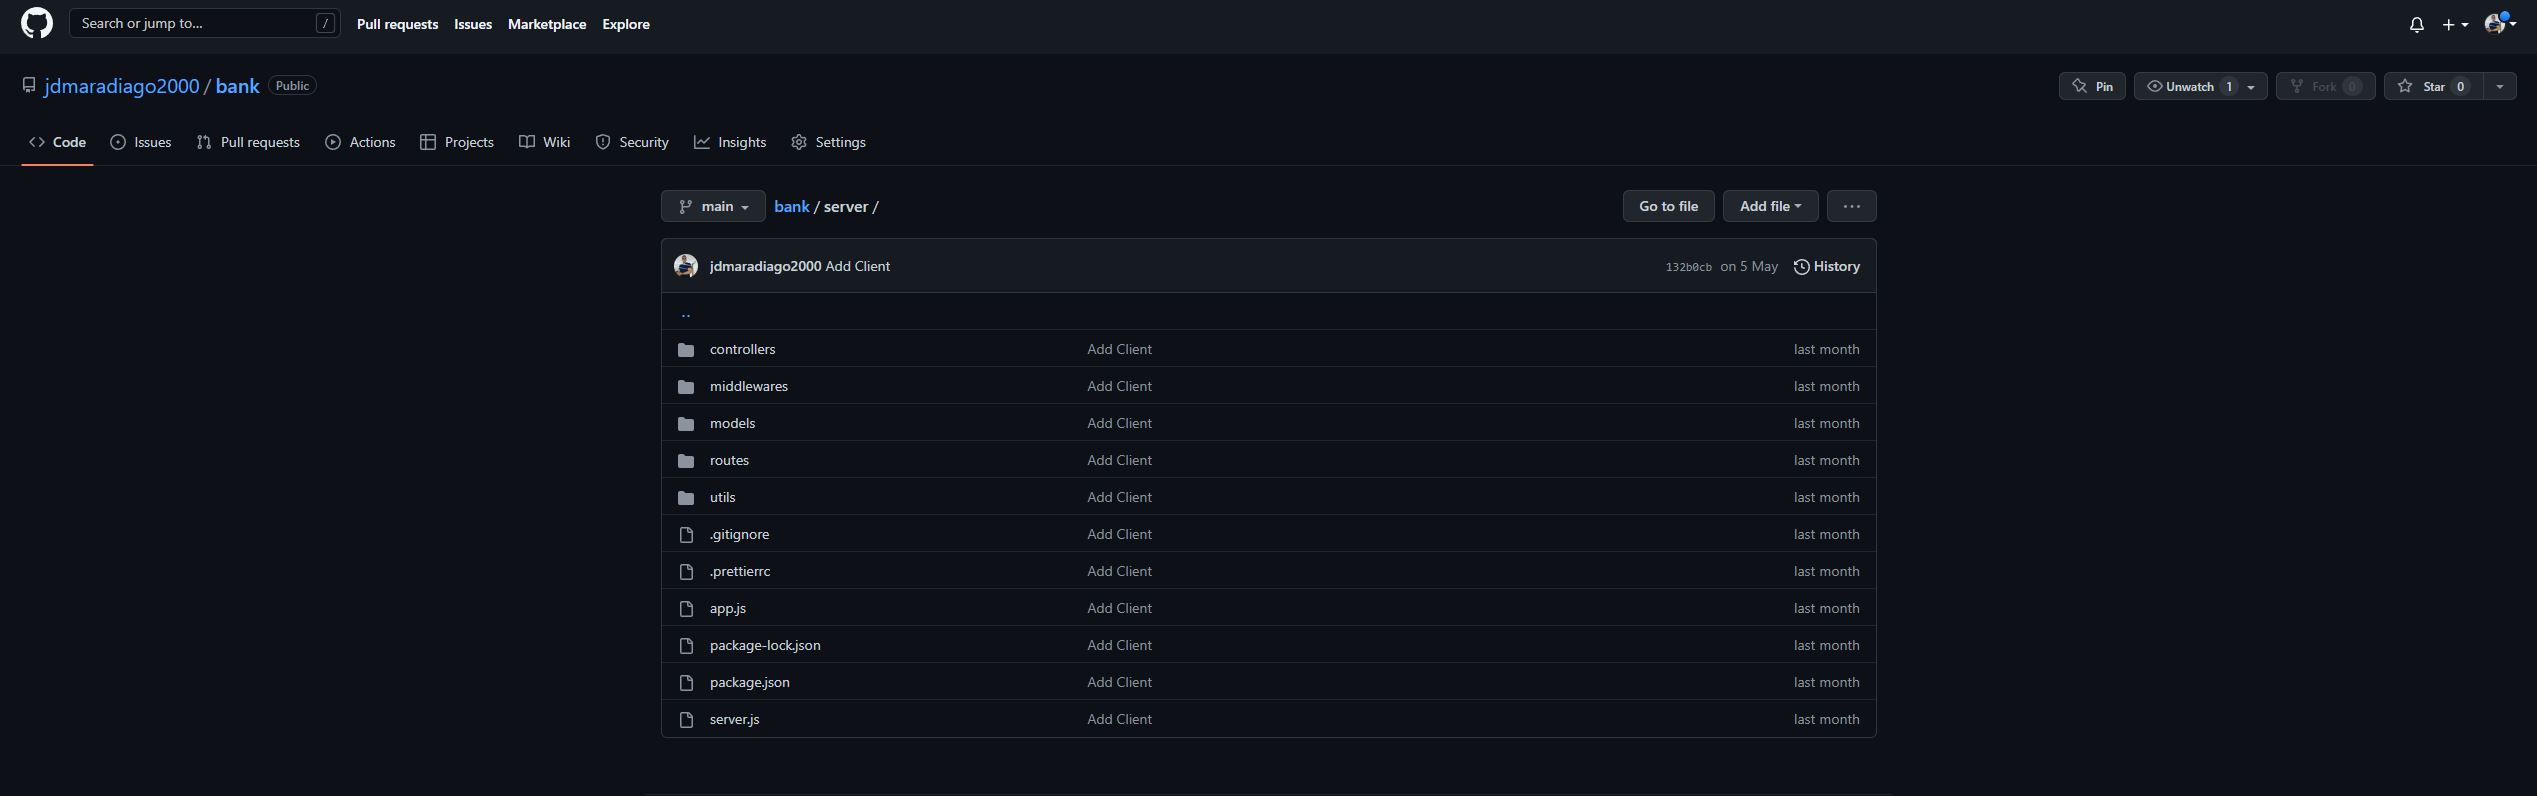 Search or jump to... / Pull requests Issues Marketplace Explore
jdmaradiago2000 / bank Public Pin Unwatch 1 Fork 0 Star 0
Code Issues Pull requests Actions Projects Wiki Security Insights Settings
main bank / server / Go to file Add file ...
jdmaradiago2000 Add Client 132b0cb on 5 May History
..
controllers Add Client last month
middlewares Add Client last month
models Add Client last month
routes Add Client last month
utils Add Client last month
.gitignore Add Client last month
.prettierrc Add Client last month
app.js Add Client last month
package-lock.json Add Client last month
package.json Add Client last month
server.js Add Client last month